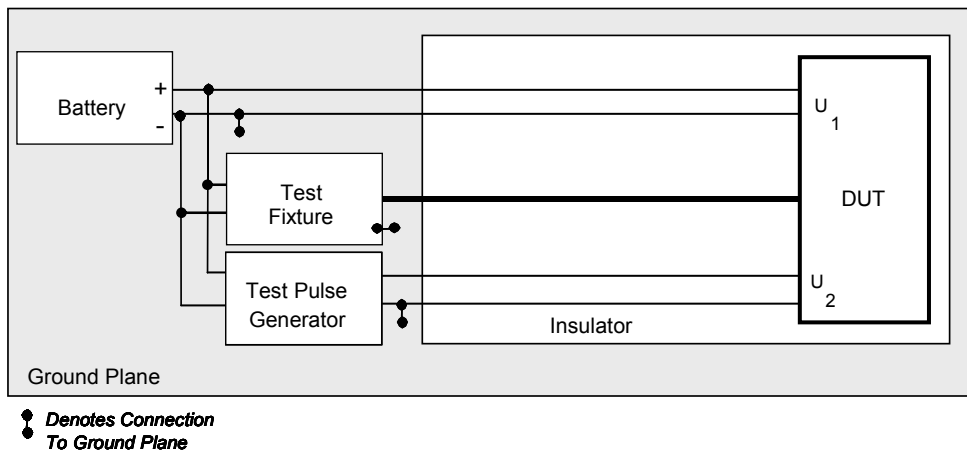 Battery
+
-
U
1
Test
Fixture
DUT
Test Pulse
Generator
U
2
Insulator
Ground Plane
Denotes Connection
To Ground Plane